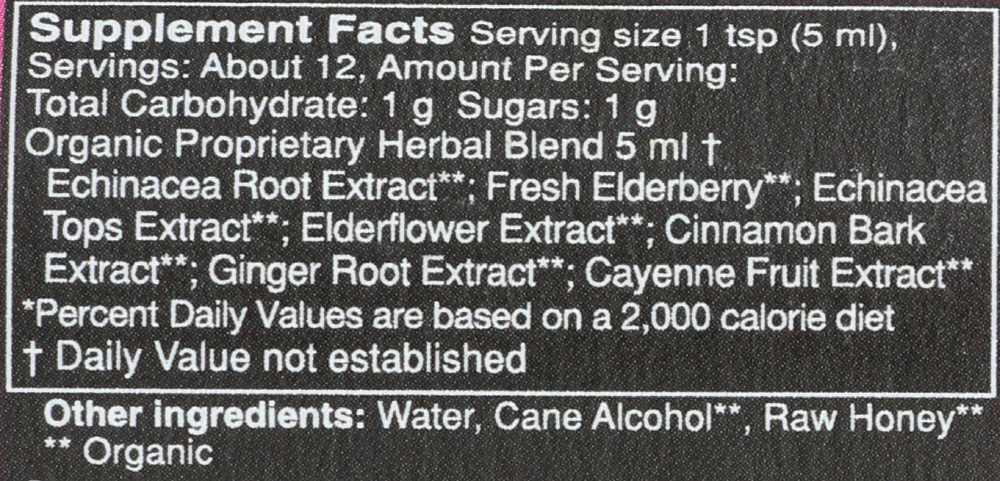 Supplement Facts Serving size 1 tsp (5 ml),
Servings: About 12, Amount Per Serving:
Total Carbohydrate: 1 g Sugars: 1 g
Organic Proprietary Herbal Blend 5 ml †
Echinacea Root Extract**; Fresh Elderberry**; Echinacea
Tops Extract**; Elderflower Extract**; Cinnamon Bark
Extract**; Ginger Root Extract**; Cayenne Fruit Extract**
*Percent Daily Values are based on a 2,000 calorie diet
† Daily Value not established
Other ingredients: Water, Cane Alcohol**, Raw Honey**
** Organic